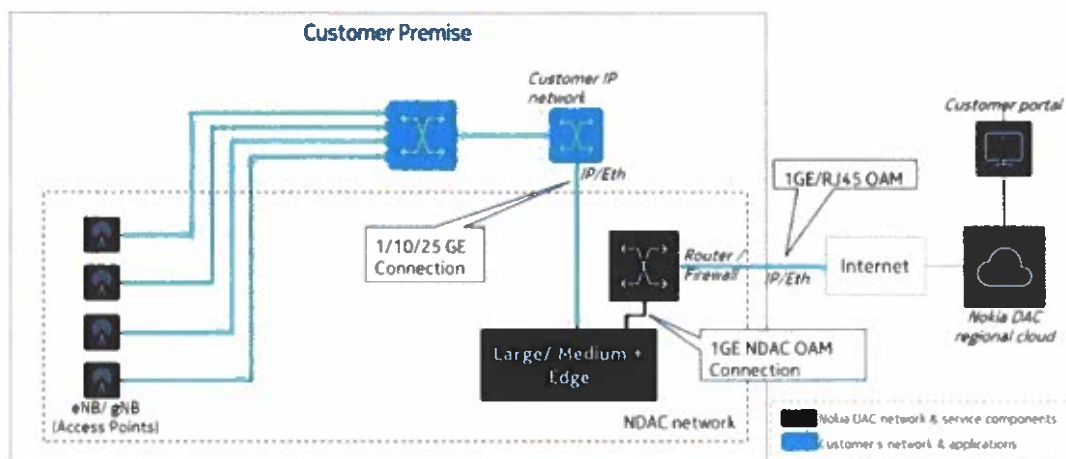 Customer Premise
Customer IP
network
Customer portal
IP/Eth
1GE/RJ45 OAM
1/10/25 GE
Connection
Router /
Firewall
IP/Eth
Internet
Nokia DAC
regional cloud
Large/ Medium +
Edge
1GE NDAC OAM
Connection
eNB/ gNB
(Access Points)
NDAC network
Nokia DAC network & service components
Customer's network & applications